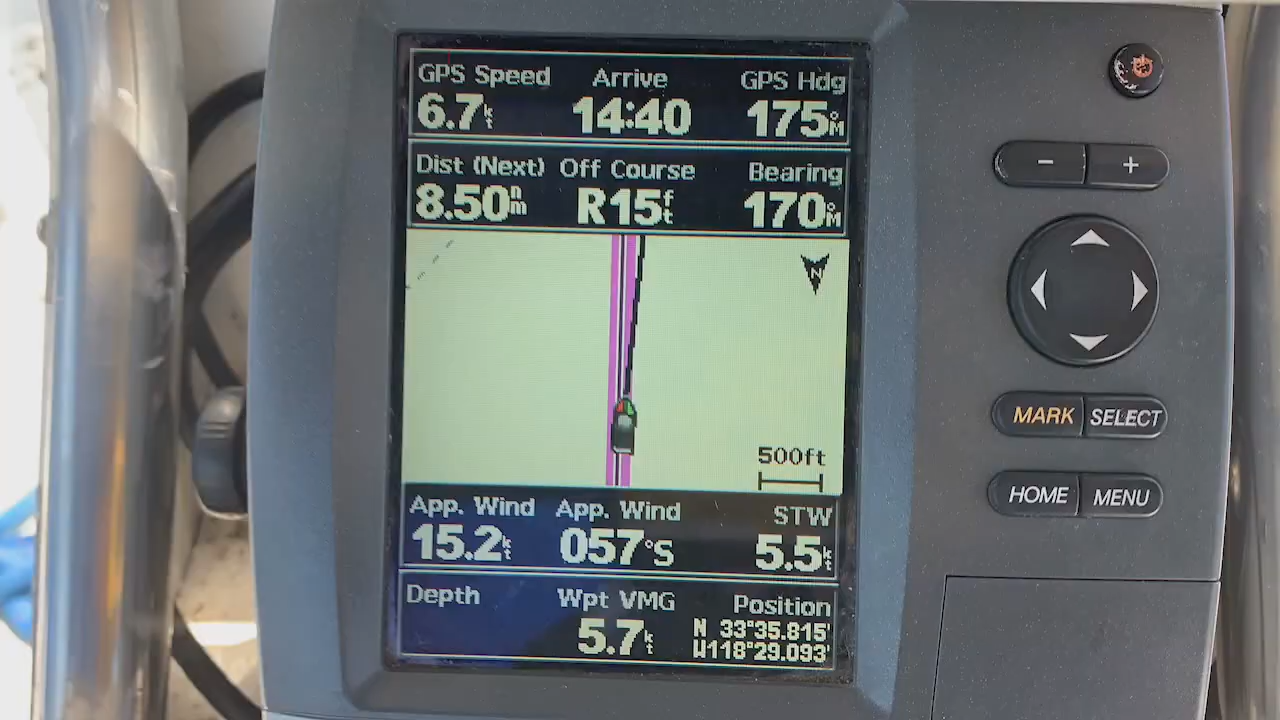 GPS Speed Arrive GPS Hdg
6.7kt 14:40 175°M
Dist (Next) Off Course Bearing
8.50nm R15ft 170°M
N
500ft
App. Wind App. Wind STW
15.2kt 057°S 5.5kt
Depth Wpt VMG Position
5.7kt N 33°35.815'
W118°29.093'
- +
MARK SELECT
HOME MENU